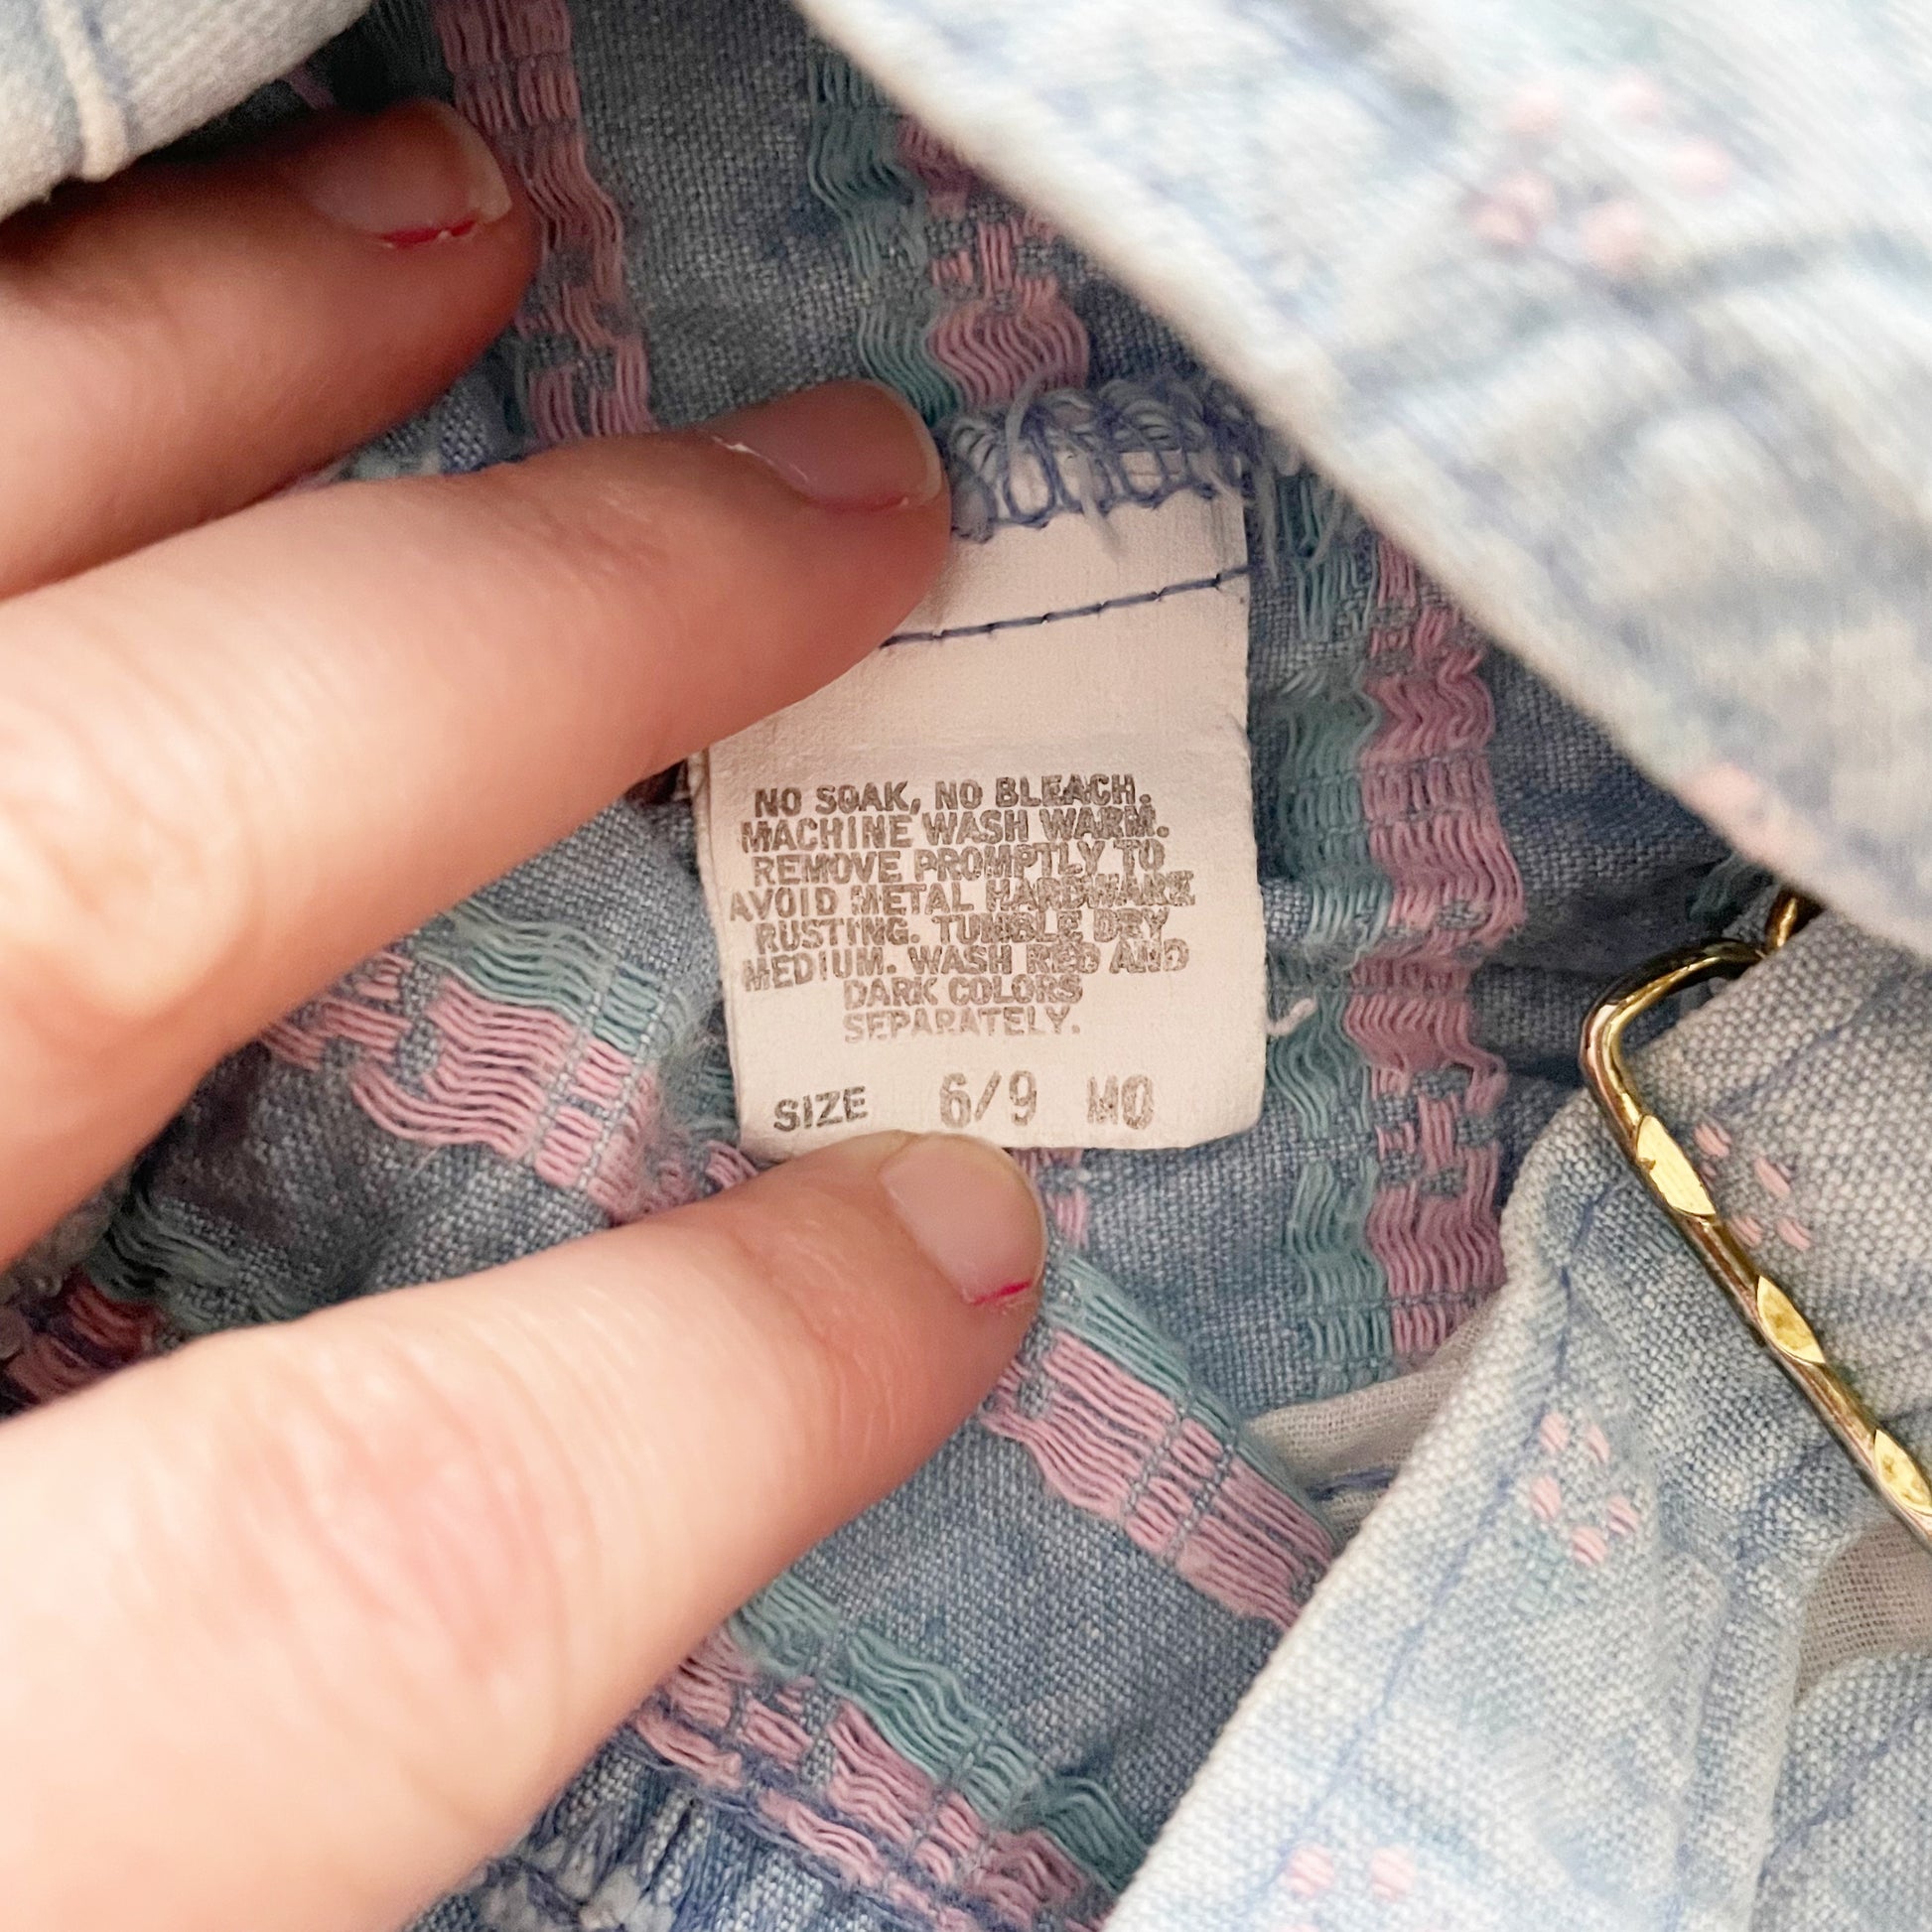 NO SOAK, NO BLEACH.
MACHINE WASH WARM.
REMOVE PROMPTLY TO
AVOID METAL HARDWARE
RUSTING. TUMBLE DRY
MEDIUM. WASH RED AND
DARK COLORS
SEPARATELY.
SIZE 6/9 MO